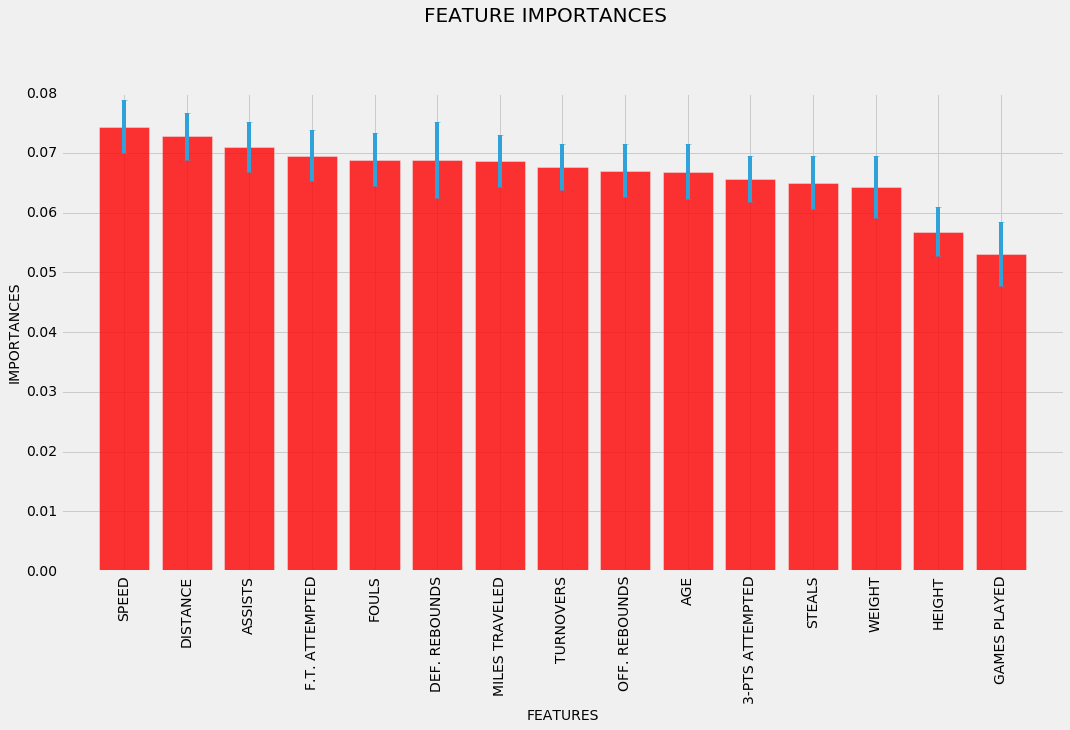 FEATURE IMPORTANCES
IMPORTANCES
0.08
0.07
0.06
0.05
0.04
0.03
0.02
0.01
0.00
SPEED
DISTANCE
ASSISTS
F.T. ATTEMPTED
FOULS
DEF. REBOUNDS
MILES TRAVELED
TURNOVERS
OFF. REBOUNDS
AGE
3-PTS ATTEMPTED
STEALS
WEIGHT
HEIGHT
GAMES PLAYED
FEATURES